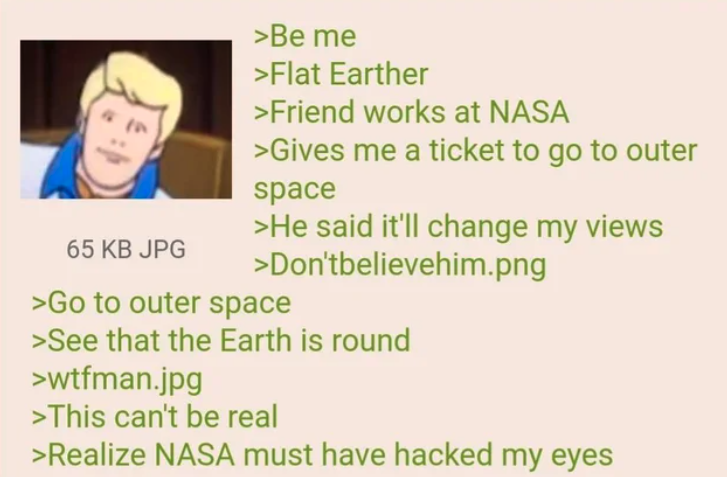 >Be me
>Flat Earther
>Friend works at NASA
>Gives me a ticket to go to outer
space
>He said it'll change my views
65 KB JPG
>Don'tbelievehim.png
>Go to outer space
>See that the Earth is round
>wtfman.jpg
>This can't be real
>Realize NASA must have hacked my eyes